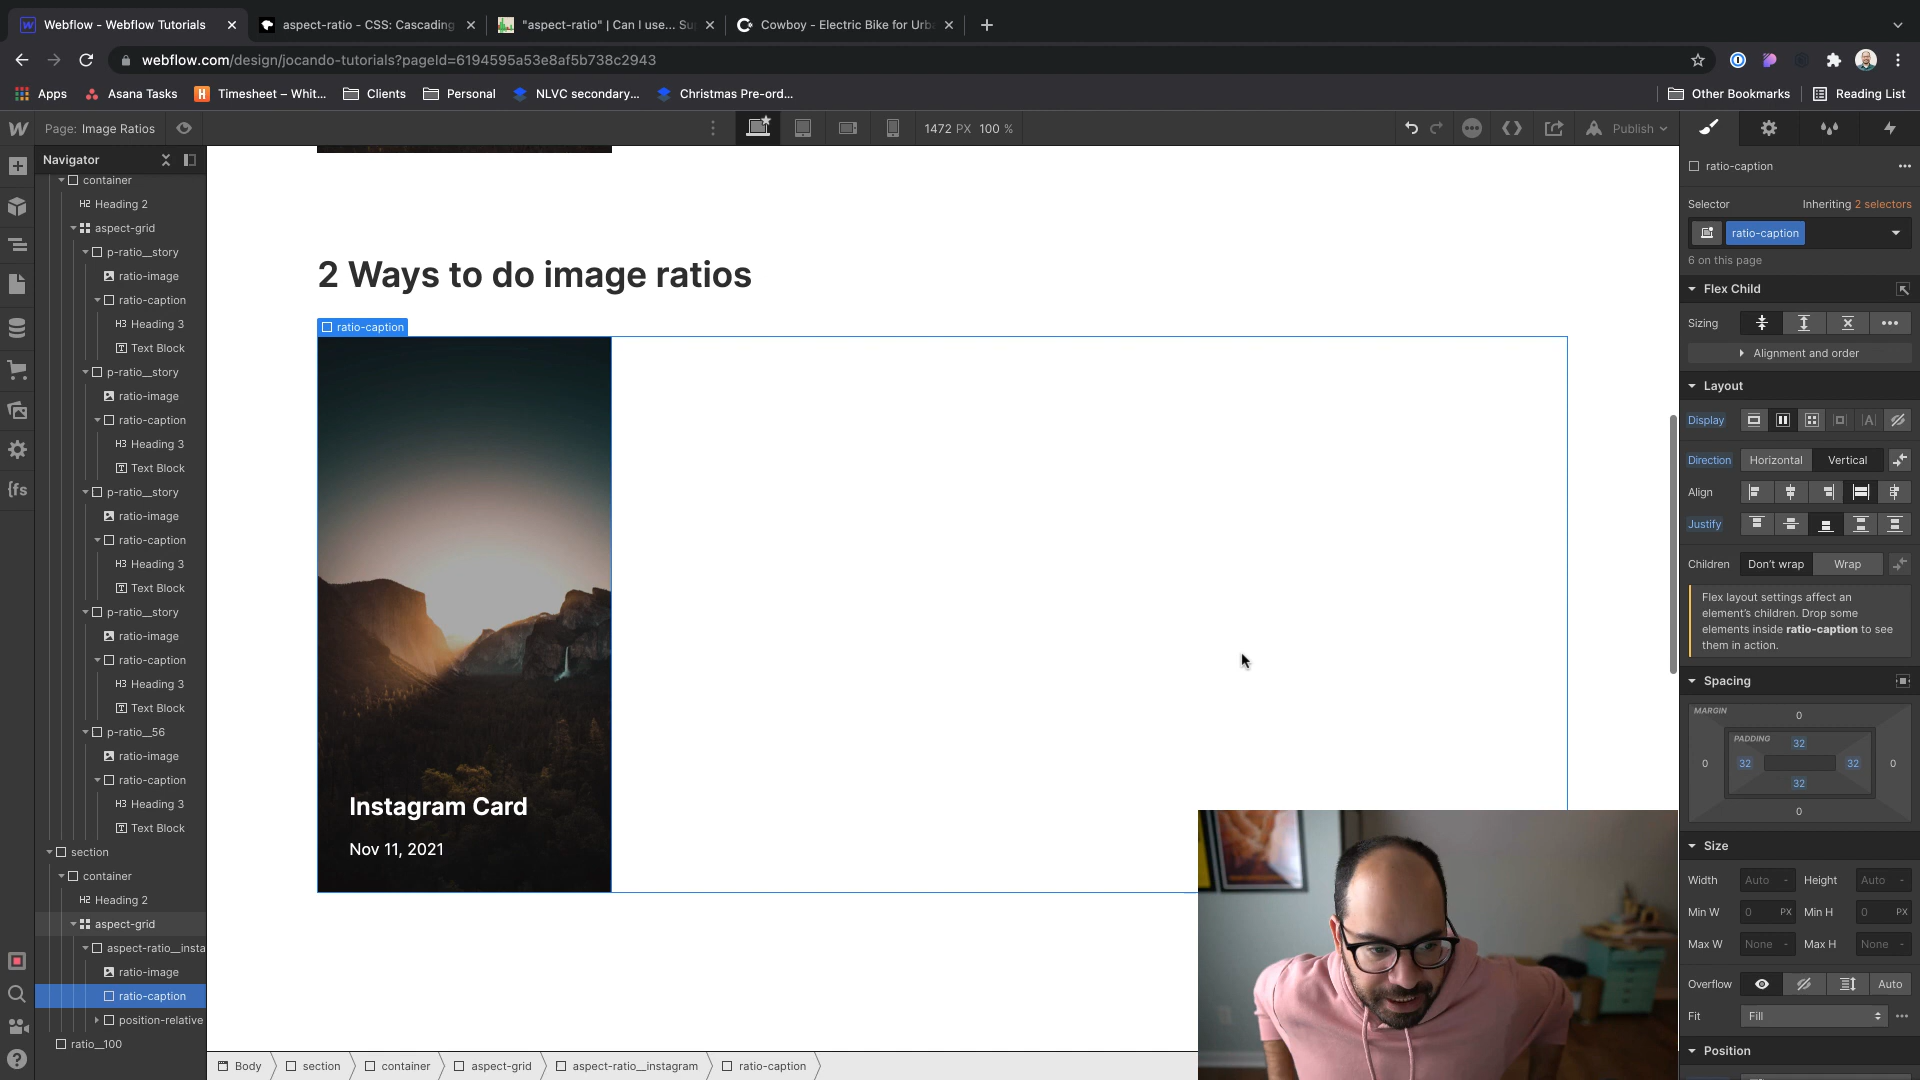 Webflow - Webflow Tutorials
aspect-ratio - CSS: Cascading
"aspect-ratio" | Can I use... Su
Cowboy - Electric Bike for Urb
webflow.com/design/jocando-tutorials?pageId=6194595a53e8af5b738c2943
Apps
Asana Tasks
Timesheet – Whit...
Clients
Personal
NLVC secondary...
Christmas Pre-ord...
Other Bookmarks
Reading List
Page: Image Ratios
1472 PX 100 %
Publish
Navigator
container
H2 Heading 2
aspect-grid
p-ratio__story
ratio-image
ratio-caption
H3 Heading 3
Text Block
p-ratio__story
ratio-image
ratio-caption
H3 Heading 3
Text Block
p-ratio__story
ratio-image
ratio-caption
H3 Heading 3
Text Block
p-ratio__story
ratio-image
ratio-caption
H3 Heading 3
Text Block
p-ratio__56
ratio-image
ratio-caption
H3 Heading 3
Text Block
section
container
H2 Heading 2
aspect-grid
aspect-ratio__insta
ratio-image
ratio-caption
position-relative
ratio__100
2 Ways to do image ratios
ratio-caption
Instagram Card
Nov 11, 2021
Body
section
container
aspect-grid
aspect-ratio__instagram
ratio-caption
ratio-caption
Selector
Inheriting 2 selectors
ratio-caption
6 on this page
Flex Child
Sizing
Alignment and order
Layout
Display
Direction
Horizontal
Vertical
Align
Justify
Children
Don't wrap
Wrap
Flex layout settings affect an
element's children. Drop some
elements inside ratio-caption to see
them in action.
Spacing
MARGIN
0
PADDING
32
0
32
32
0
32
0
Size
Width
Auto -
Height
Auto -
Min W
0 PX
Min H
0 PX
Max W
None -
Max H
None -
Overflow
Auto
Fit
Fill
Position